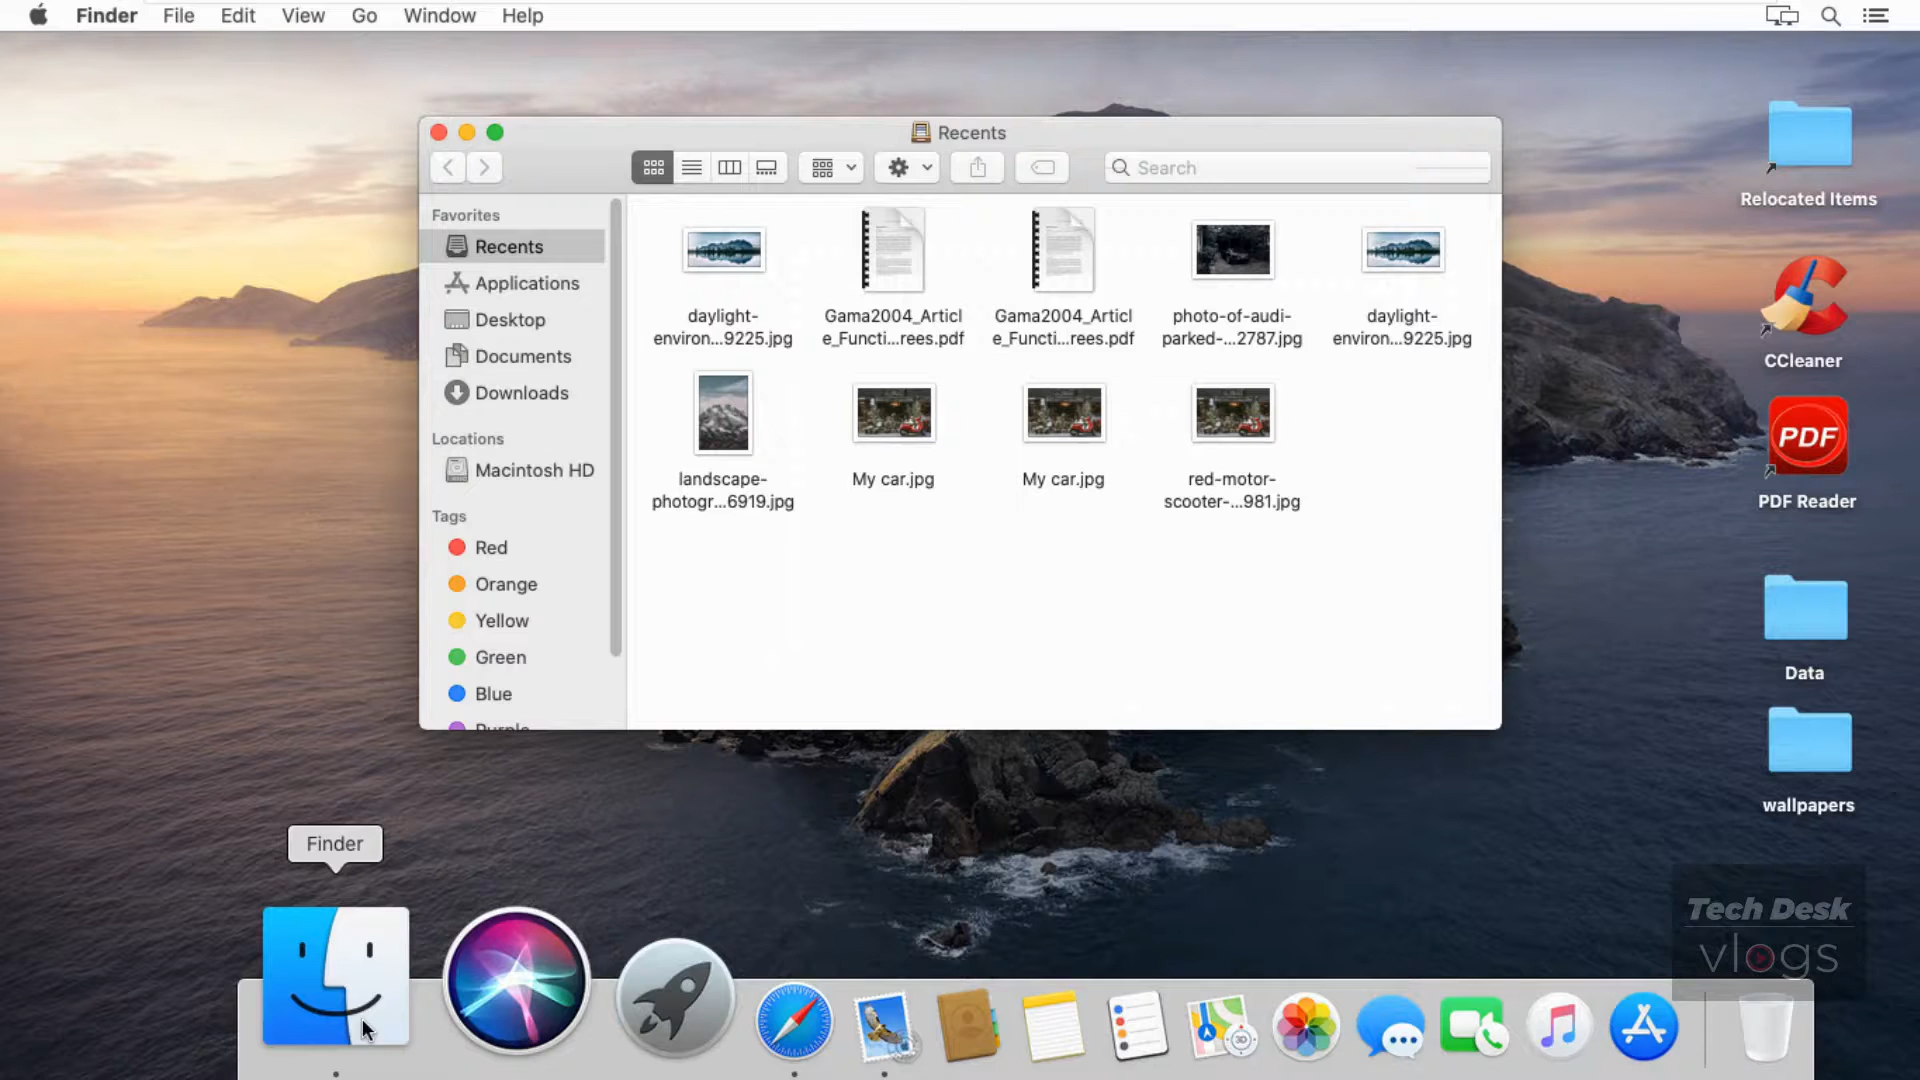 Finder File Edit View Go Window Help
Recents
Search
Favorites
Recents
Applications
Desktop
Documents
Downloads
Locations
Macintosh HD
Tags
Red
Orange
Yellow
Green
Blue
Purple
daylight-
environ...9225.jpg
Gama2004_Articl
e_Functi...rees.pdf
Gama2004_Articl
e_Functi...rees.pdf
photo-of-audi-
parked-...2787.jpg
daylight-
environ...9225.jpg
landscape-
photogr...6919.jpg
My car.jpg
My car.jpg
red-motor-
scooter-...981.jpg
Relocated Items
CCleaner
PDF
PDF Reader
Data
wallpapers
Finder
Tech Desk
vlogs
3D